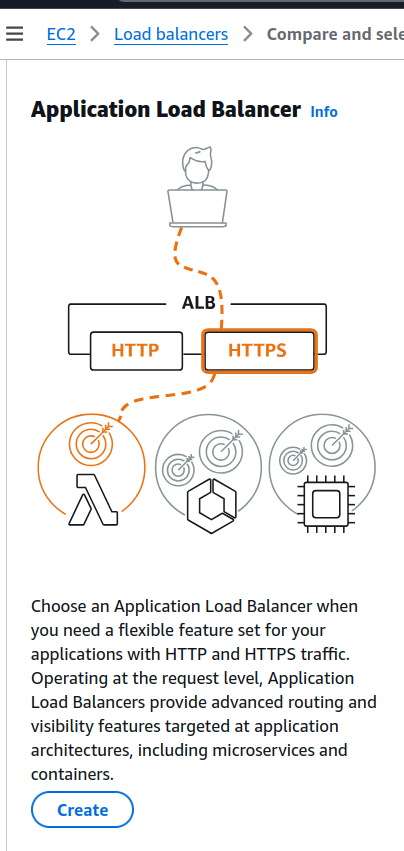 EC2 > Load balancers > Compare and sele
Application Load Balancer Info
ALB
HTTP HTTPS
Choose an Application Load Balancer when
you need a flexible feature set for your
applications with HTTP and HTTPS traffic.
Operating at the request level, Application
Load Balancers provide advanced routing and
visibility features targeted at application
architectures, including microservices and
containers.
Create